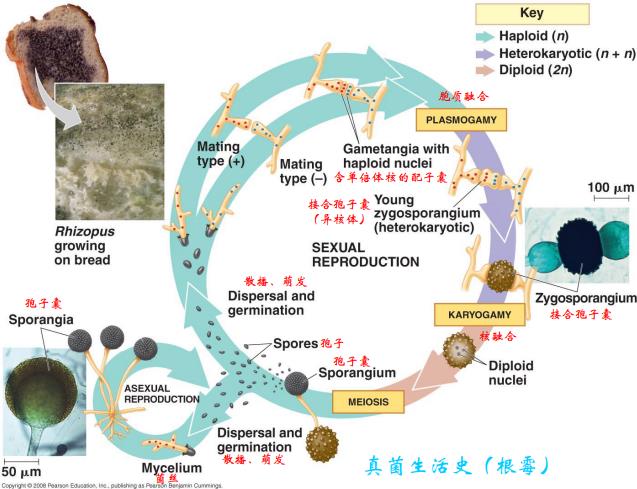 Key
Haploid (n)
Heterokaryotic (n + n)
Diploid (2n)
胞质融合
PLASMOGAMY
Mating
type (+)
Mating
type (–)
Gametangia with
haploid nuclei
含单倍体核的配子囊
100 μm
Rhizopus
growing
on bread
接合孢子囊
（异核体）
Young
zygosporangium
(heterokaryotic)
SEXUAL
REPRODUCTION
散播、萌发
Dispersal and
germination
Zygosporangium
接合孢子囊
KARYOGAMY
核融合
孢子囊
Sporangia
Spores 孢子
孢子囊
Sporangium
Diploid
nuclei
ASEXUAL
REPRODUCTION
MEIOSIS
Dispersal and
germination
散播、萌发
Mycelium
菌丝
50 μm
真菌生活史（根霉）
Copyright © 2008 Pearson Education, Inc., publishing as Pearson Benjamin Cummings.